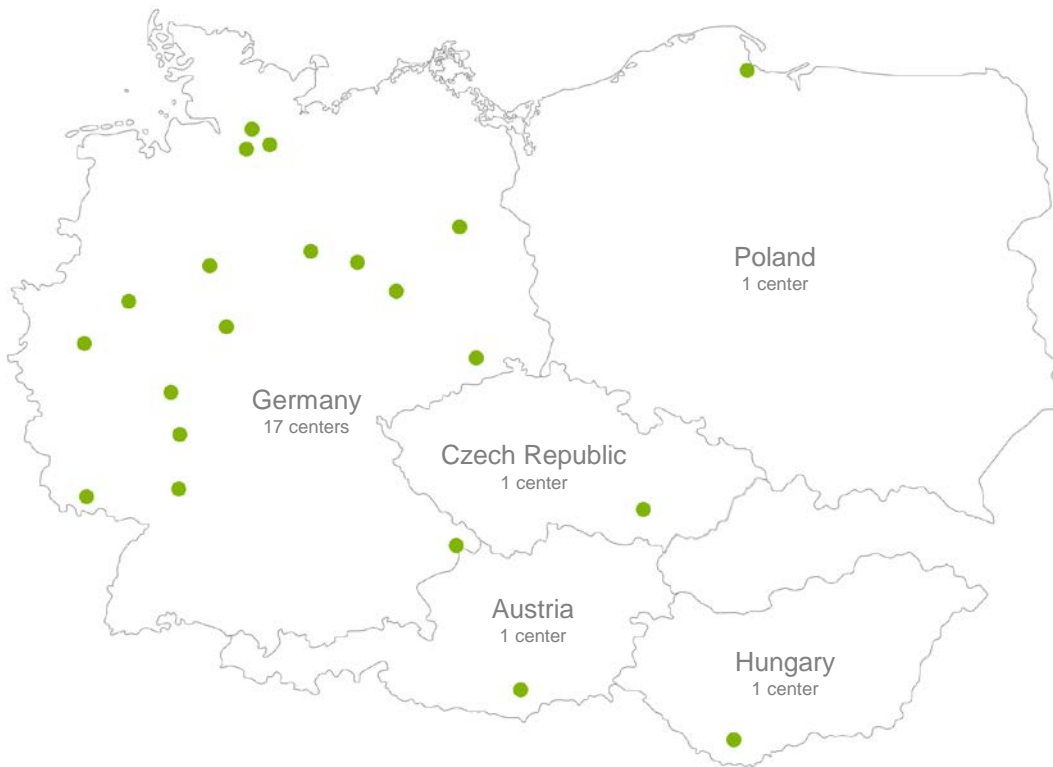 Poland
1 center
Germany
17 centers
Czech Republic
1 center
Austria
1 center
Hungary
1 center